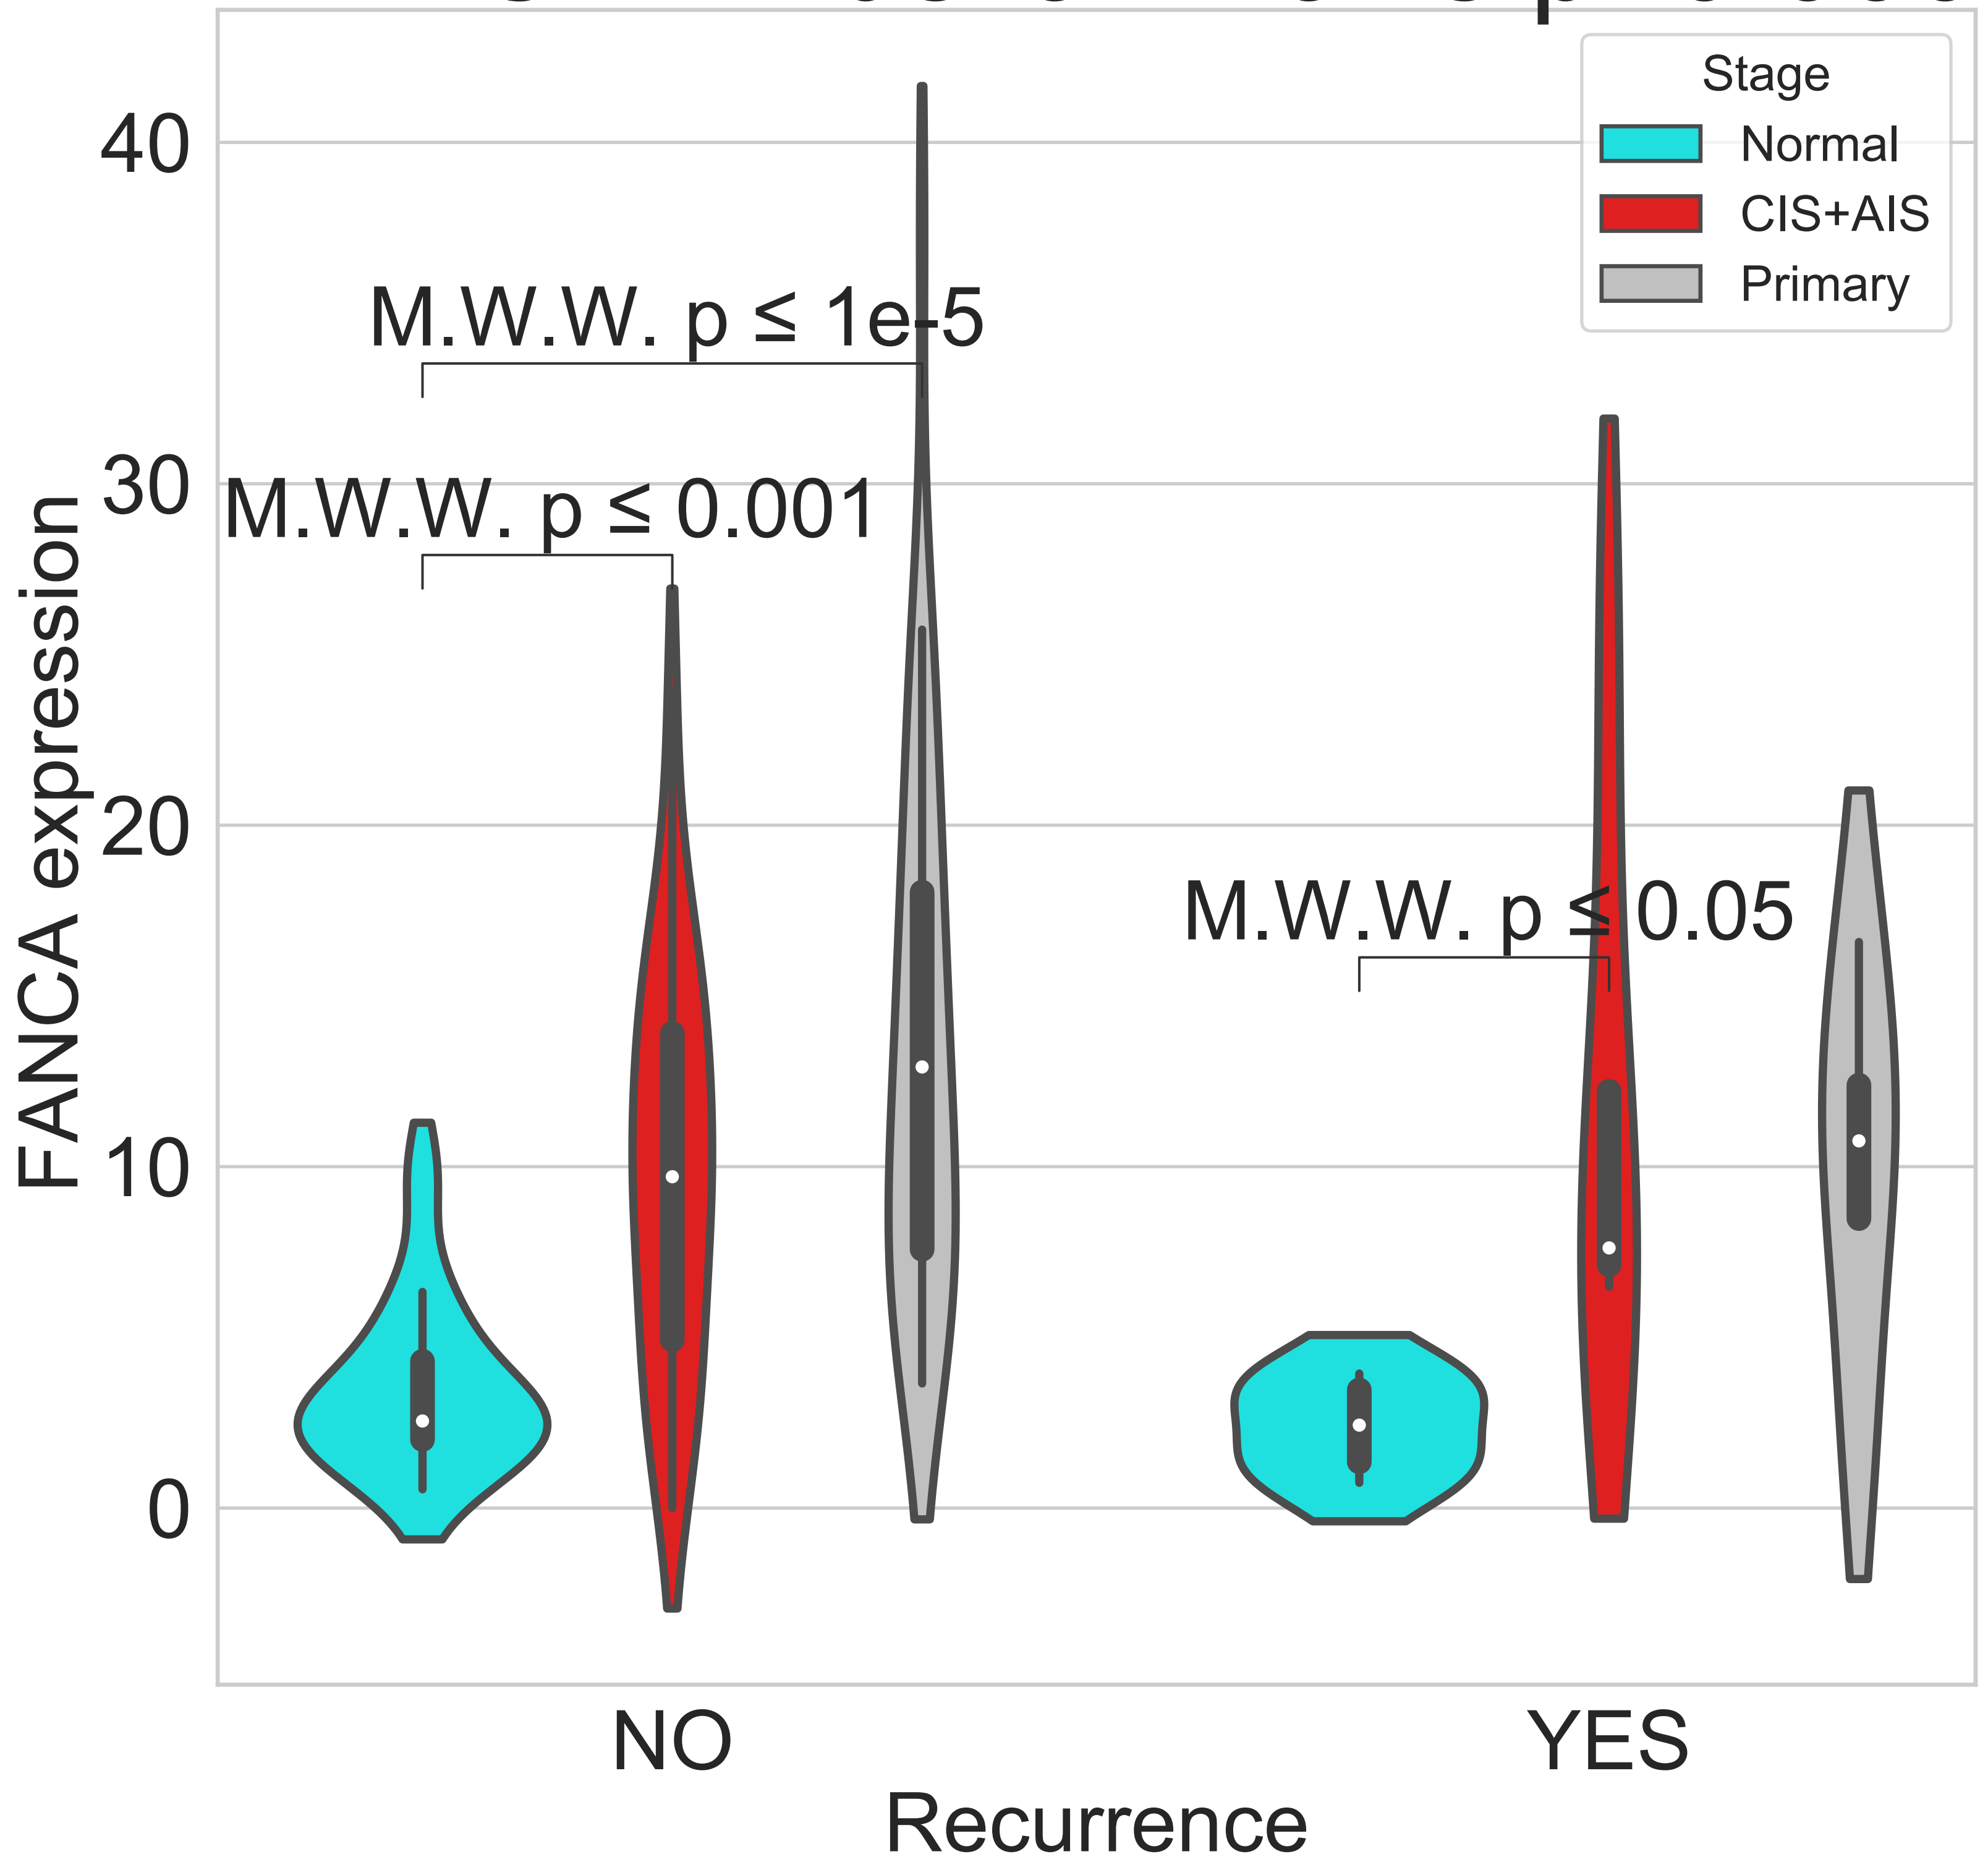 Stage
Normal
CIS+AIS
Primary
40
30
20
10
0
FANCA expression
M.W.W. p ≤ 1e-5
M.W.W. p ≤ 0.001
M.W.W. p ≤ 0.05
NO
YES
Recurrence